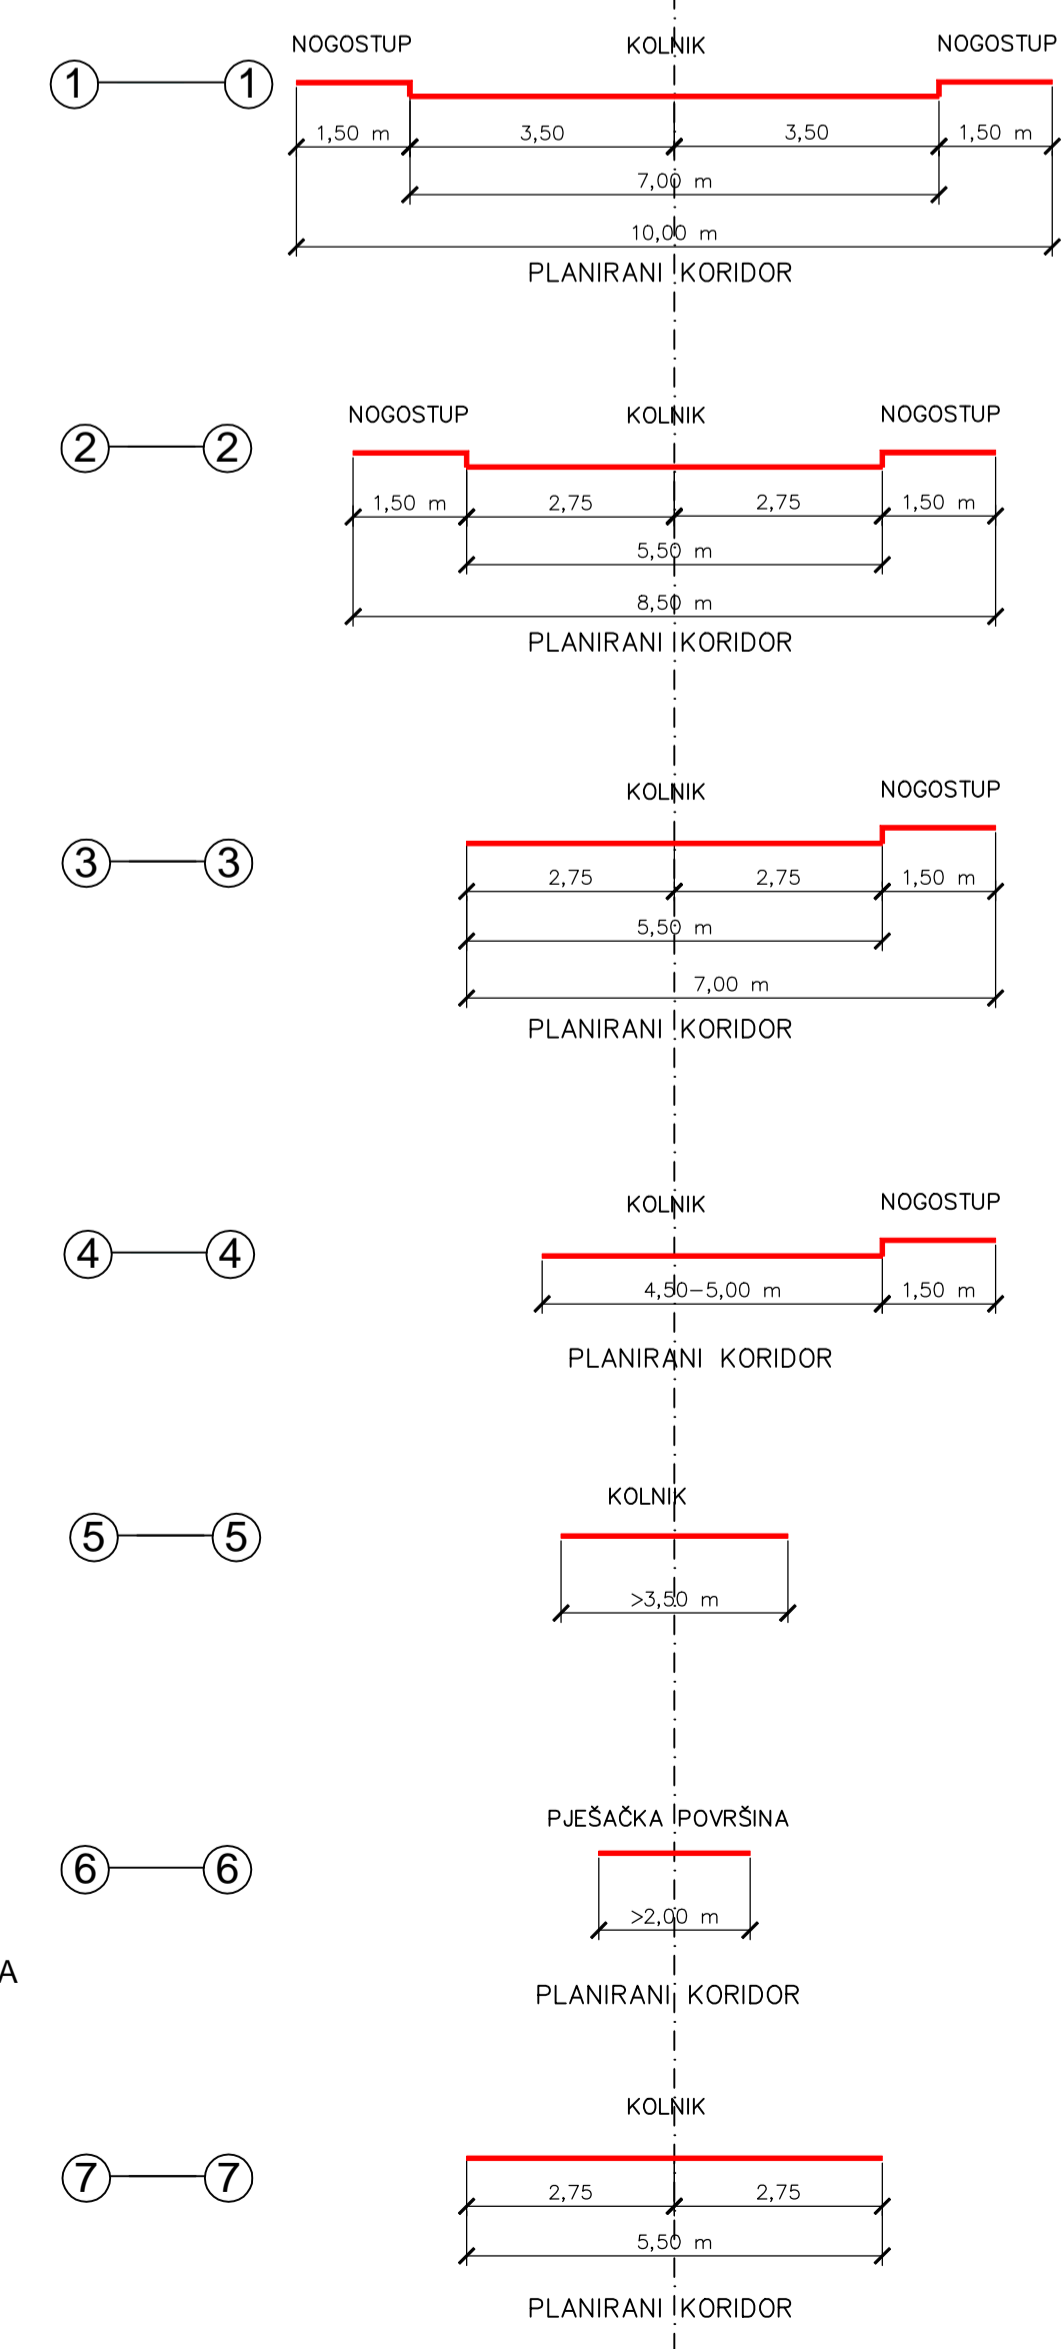 NOGOSTUP KOLNIK NOGOSTUP
1 1
1,50 m 3,50 3,50 1,50 m
7,00 m
10,00 m
PLANIRANI KORIDOR
NOGOSTUP KOLNIK NOGOSTUP
2 2
1,50 m 2,75 2,75 1,50 m
5,50 m
8,50 m
PLANIRANI KORIDOR
KOLNIK NOGOSTUP
3 3
2,75 2,75 1,50 m
5,50 m
7,00 m
PLANIRANI KORIDOR
KOLNIK NOGOSTUP
4 4
4,50-5,00 m 1,50 m
PLANIRANI KORIDOR
KOLNIK
5 5
>3,50 m
PJEŠAČKA POVRŠINA
6 6
>2,00 m
A
PLANIRANI KORIDOR
KOLNIK
7 7
2,75 2,75
5,50 m
PLANIRANI KORIDOR